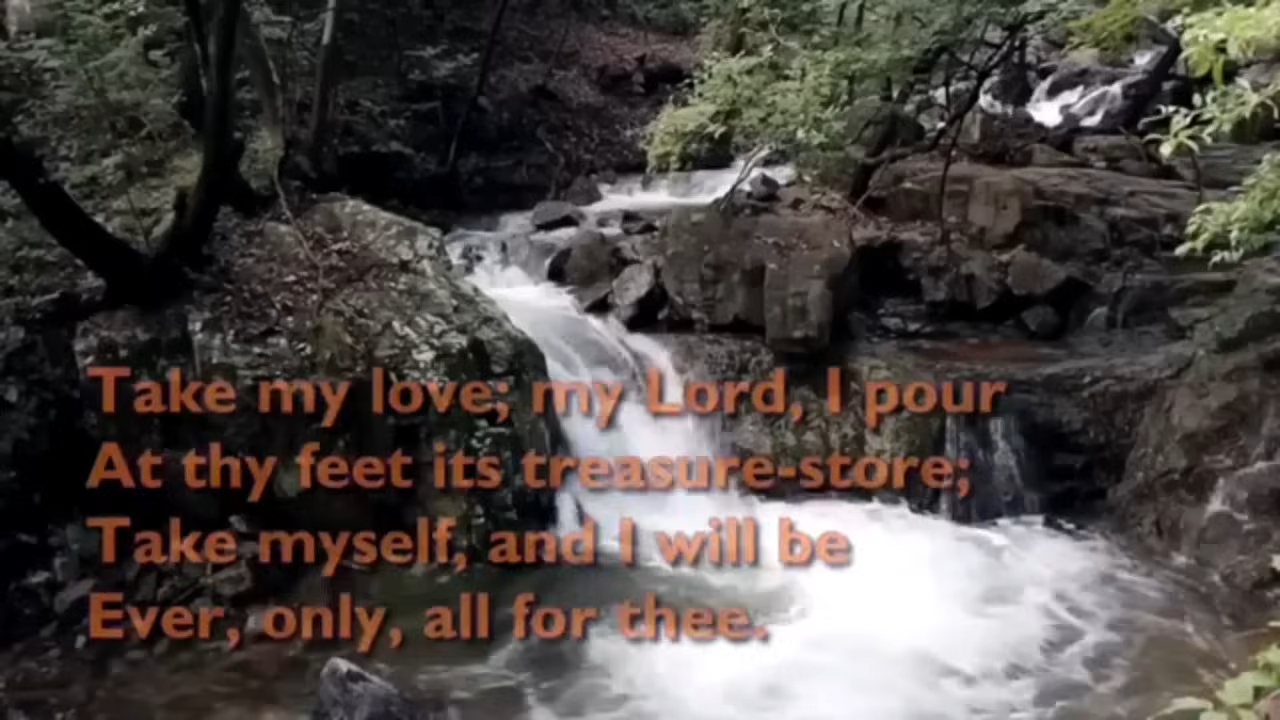 Take my love; my Lord, I pour
At thy feet its treasure-store;
Take myself, and I will be
Ever, only, all for thee.